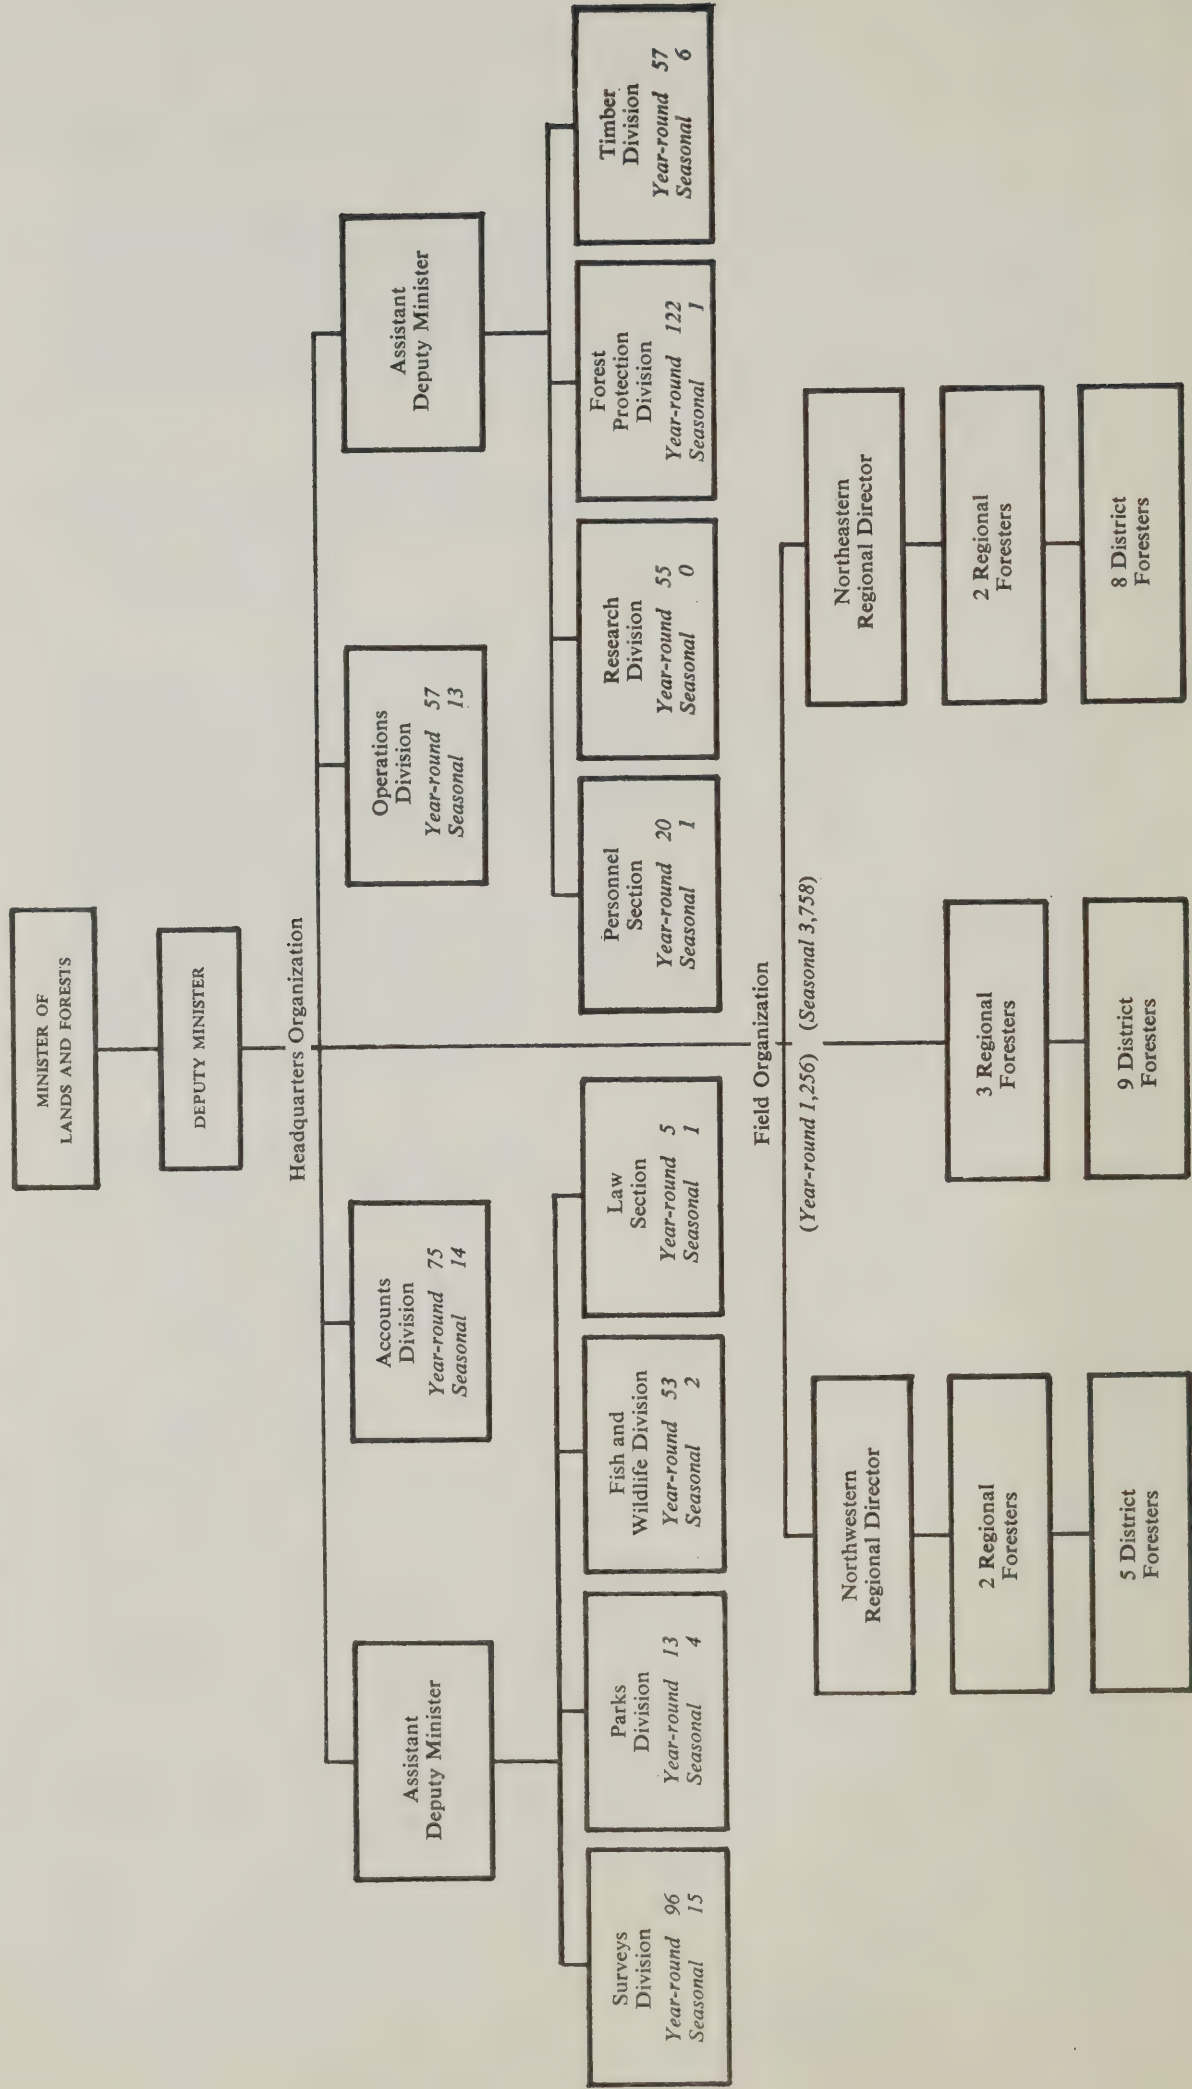 MINISTER OF
LANDS AND FORESTS
DEPUTY MINISTER
Headquarters Organization
Assistant
Deputy Minister
Accounts
Division
Year-round 75
Seasonal 14
Operations
Division
Year-round 57
Seasonal 13
Assistant
Deputy Minister
Surveys
Division
Year-round 96
Seasonal 15
Parks
Division
Year-round 13
Seasonal 4
Fish and
Wildlife Division
Year-round 53
Seasonal 2
Law
Section
Year-round 5
Seasonal 1
Personnel
Section
Year-round 20
Seasonal 1
Research
Division
Year-round 55
Seasonal 0
Forest
Protection
Division
Year-round 122
Seasonal 1
Timber
Division
Year-round 57
Seasonal 6
Field Organization
(Year-round 1,256) (Seasonal 3,758)
Northwestern
Regional Director
2 Regional
Foresters
5 District
Foresters
3 Regional
Foresters
9 District
Foresters
Northeastern
Regional Director
2 Regional
Foresters
8 District
Foresters